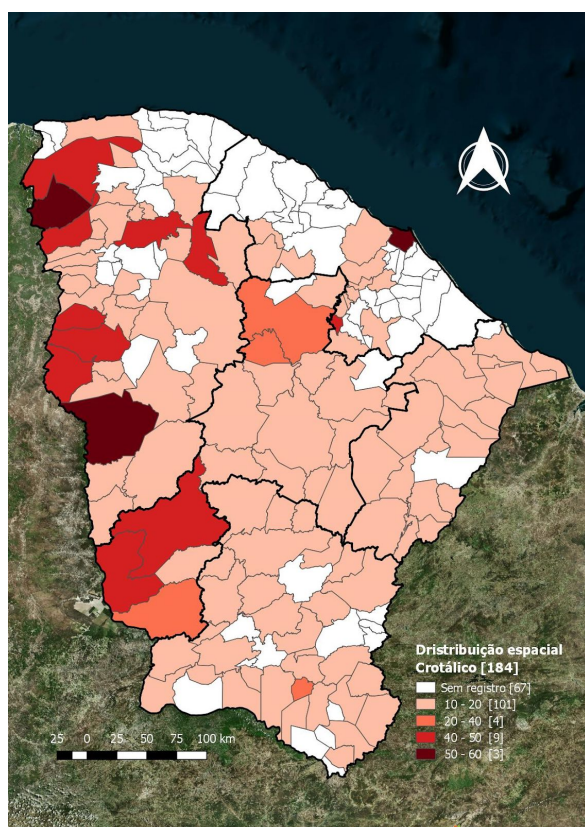 Dristribuição espacial
Crotálico [184]
Sem registro [67]
10 - 20 [101]
20 - 40 [4]
40 - 50 [9]
50 - 60 [3]
25 0 25 50 75 100 km